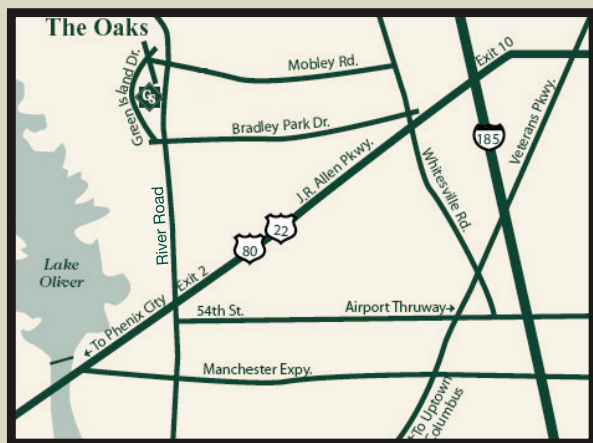 The Oaks
Green Island Dr.
GS
Mobley Rd.
Exit 10
Bradley Park Dr.
Veterans Pkwy.
185
J.R. Allen Pkwy.
Whitesville Rd.
River Road
22
80
Lake
Oliver
Exit 2
To Phenix City
54th St.
Airport Thruway
Manchester Expy.
To Uptown
Columbus